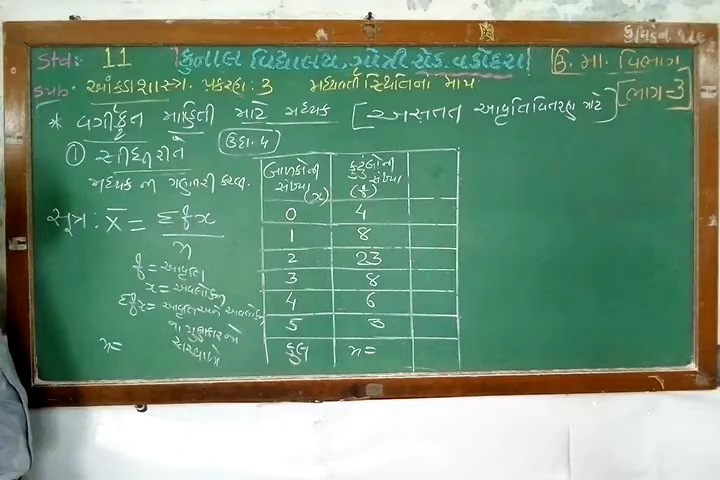 Std: 11 કુનાલ વિદ્યાલય, ગોત્રી રોડ, વડોદરા ઉ. મા. વિભાગ
Sub: આંકડાશાસ્ત્ર. પ્રકરણ: 3 મધ્યવર્તી સ્થિતિના માપ ભાગ=3
* વર્ગીકૃત માહિતી માટે મધ્યક [અસતત આવૃત્તિ વિતરણ માટે]
① સીધી રીતે ઉદા. 4
મધ્યક ની ગણતરી કરવી.
સૂત્ર: x̄ = Σfx / n
f = આવૃત્તિ
x = અવલોકન
Σfx = આવૃત્તિ અને અવલોકન
ના ગુણાકારનો
સરવાળો
n =
બાળકોની સંખ્યા (x) કુટુંબોની સંખ્યા (f)
0 4
1 8
2 23
3 8
4 6
5 3
કુલ n =